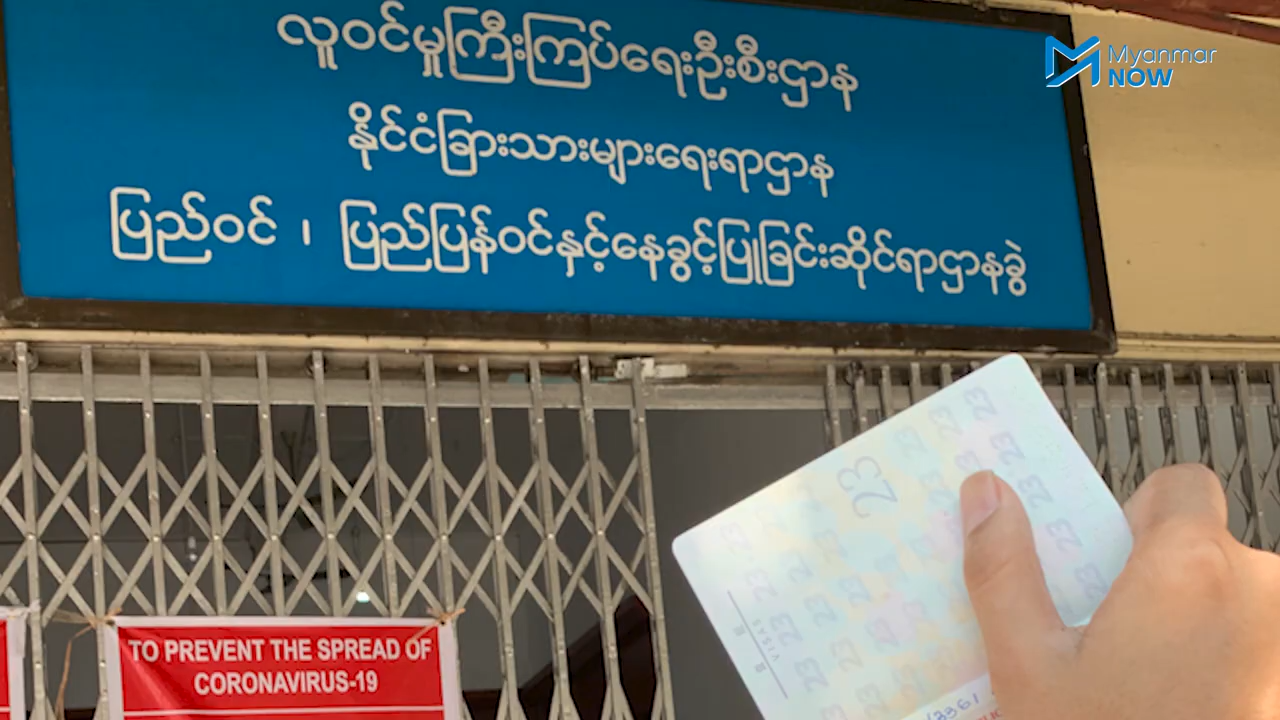 လူဝင်မှုကြီးကြပ်ရေးဦးစီးဌာန
နိုင်ငံခြားသားများရေးရာဌာန
ပြည်ဝင် ၊ ပြည်ပြန်ဝင်နှင့်နေခွင့်ပြုခြင်းဆိုင်ရာဌာနခွဲ
Myanmar
NOW
TO PREVENT THE SPREAD OF
CORONAVIRUS-19
23
VISAS